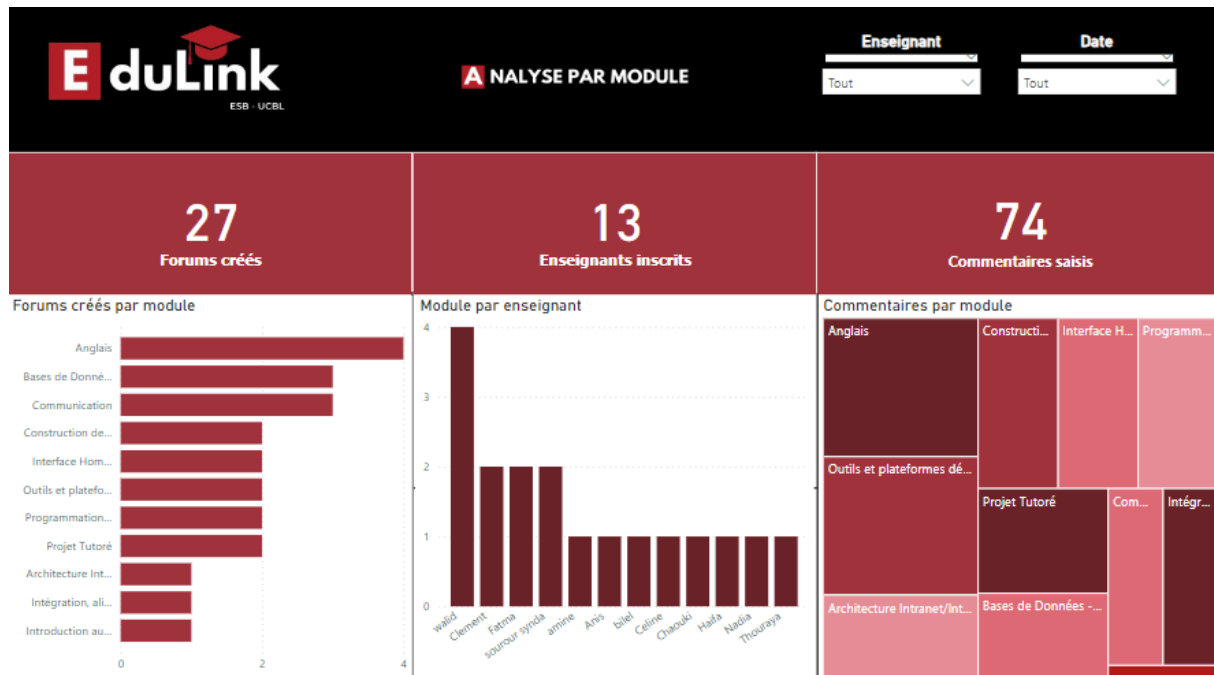 EduLink
ESB - UCBL
ANALYSE PAR MODULE
Enseignant
Tout
Date
Tout
27
Forums créés
13
Enseignants inscrits
74
Commentaires saisis
Forums créés par module
Anglais
Bases de Donné...
Communication
Construction de...
Interface Hom...
Outils et platefo...
Programmation...
Projet Tutoré
Architecture Int...
Intégration, ali...
Introduction au...
0 2 4
Module par enseignant
4
3
2
1
0
walid
Clement
Fatma
sourour synda
amine
Anis
bilel
Celine
Chaouki
Haifa
Nadia
Thouraya
Commentaires par module
Anglais
Constructi...
Interface H...
Programm...
Outils et plateformes dé...
Projet Tutoré
Com...
Intégr...
Architecture Intranet/Int...
Bases de Données -...